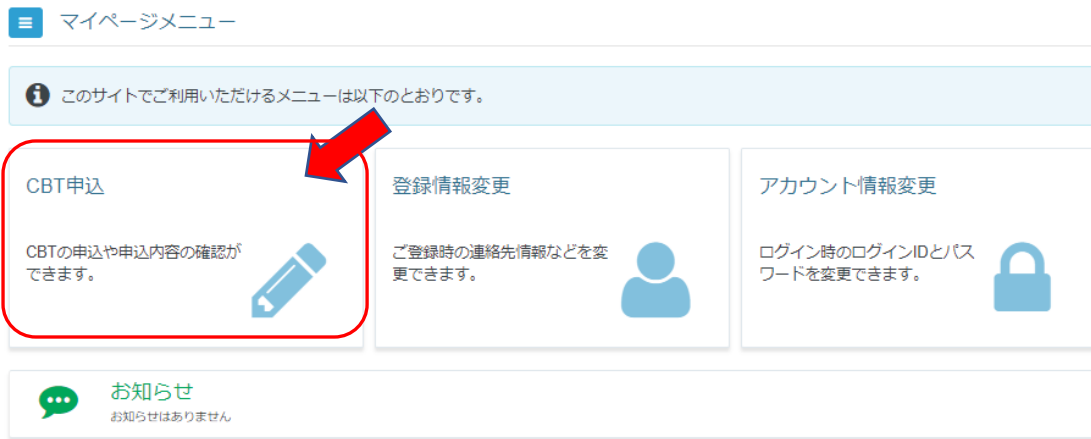 マイページメニュー
このサイトでご利用いただけるメニューは以下のとおりです。
CBT申込
CBTの申込や申込内容の確認が
できます。
登録情報変更
ご登録時の連絡先情報などを変
更できます。
アカウント情報変更
ログイン時のログインIDとパス
ワードを変更できます。
お知らせ
お知らせはありません